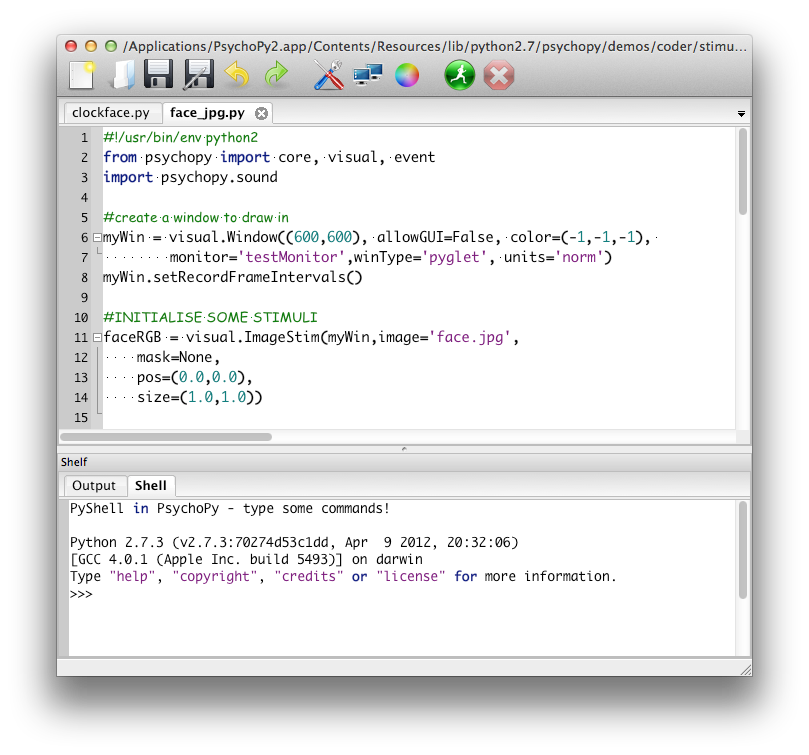 /Applications/PsychoPy2.app/Contents/Resources/lib/python2.7/psychopy/demos/coder/stimu...
clockface.py face_jpg.py
1 #!/usr/bin/env python2
2 from psychopy import core, visual, event
3 import psychopy.sound
4
5 #create a window to draw in
6 myWin = visual.Window((600,600), allowGUI=False, color=(-1,-1,-1),
7         monitor='testMonitor',winType='pyglet', units='norm')
8 myWin.setRecordFrameIntervals()
9
10 #INITIALISE SOME STIMULI
11 faceRGB = visual.ImageStim(myWin,image='face.jpg',
12     mask=None,
13     pos=(0.0,0.0),
14     size=(1.0,1.0))
15
Shelf
Output Shell
PyShell in PsychoPy - type some commands!
Python 2.7.3 (v2.7.3:70274d53c1dd, Apr  9 2012, 20:32:06)
[GCC 4.0.1 (Apple Inc. build 5493)] on darwin
Type "help", "copyright", "credits" or "license" for more information.
>>>